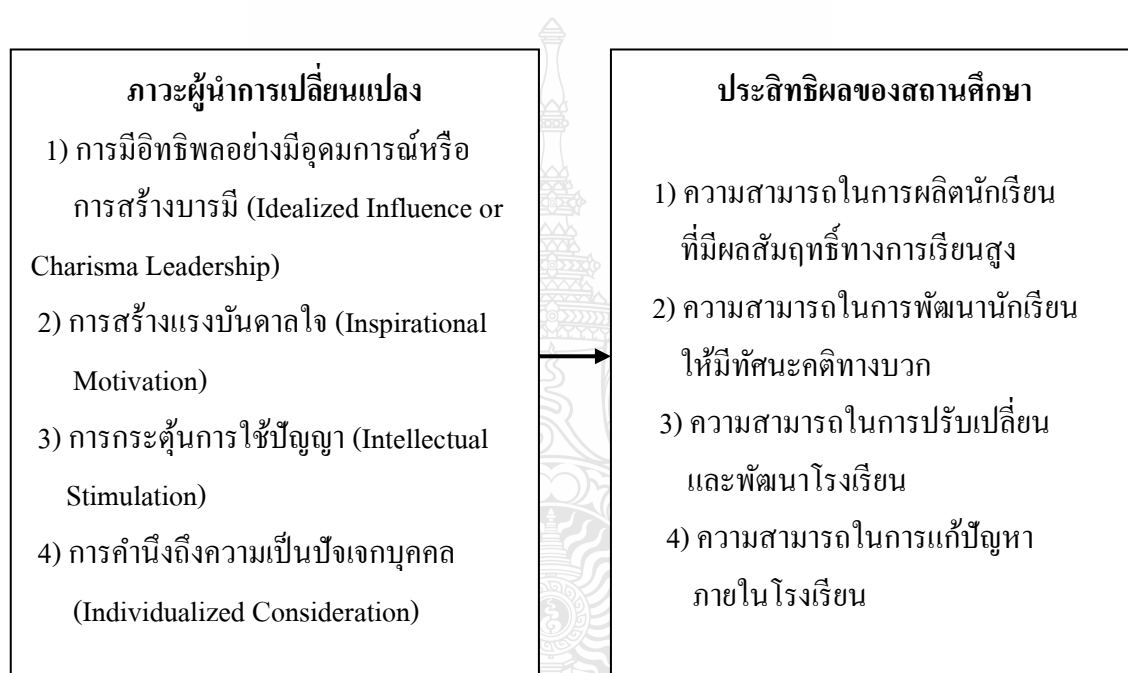 ภาวะผู้นำการเปลี่ยนแปลง
1) การมีอิทธิพลอย่างมีอุดมการณ์หรือ
การสร้างบารมี (Idealized Influence or
Charisma Leadership)
2) การสร้างแรงบันดาลใจ (Inspirational
Motivation)
3) การกระตุ้นการใช้ปัญญา (Intellectual
Stimulation)
4) การคำนึงถึงความเป็นปัจเจกบุคคล
(Individualized Consideration)
ประสิทธิผลของสถานศึกษา
1) ความสามารถในการผลิตนักเรียน
ที่มีผลสัมฤทธิ์ทางการเรียนสูง
2) ความสามารถในการพัฒนานักเรียน
ให้มีทัศนะคติทางบวก
3) ความสามารถในการปรับเปลี่ยน
และพัฒนาโรงเรียน
4) ความสามารถในการแก้ปัญหา
ภายในโรงเรียน